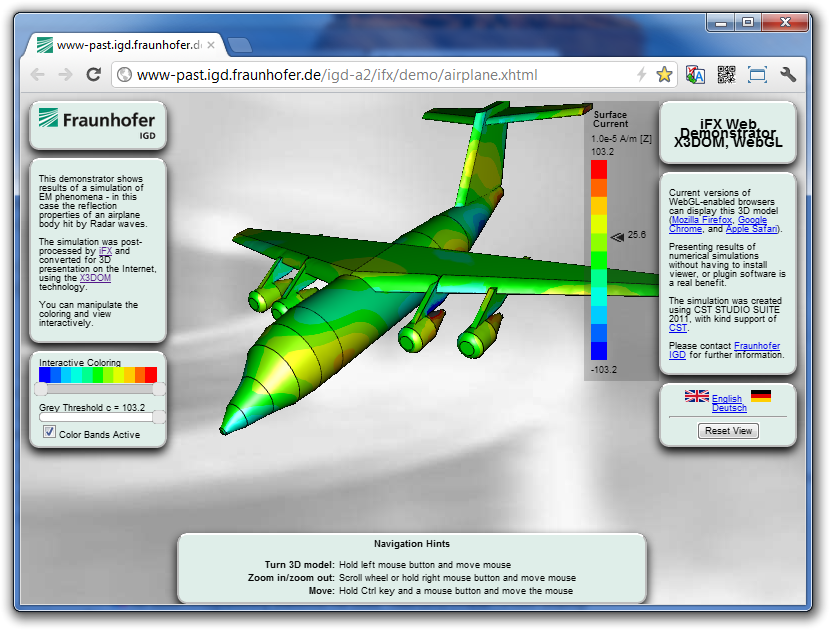 www-past.igd.fraunhofer.de
www-past.igd.fraunhofer.de/igd-a2/ifx/demo/airplane.xhtml
Fraunhofer
IGD
This demonstrator shows
results of a simulation of
EM phenomena - in this
case the reflection
properties of an airplane
body hit by Radar waves.
The simulation was post-
processed by iFX and
converted for 3D
presentation on the Internet,
using the X3DOM
technology.
You can manipulate the
coloring and view
interactively.
Interactive Coloring
Grey Threshold c = 103.2
Color Bands Active
Surface
Current
1.0e-5 A/m [Z]
103.2
25.6
-103.2
iFX Web
Demonstrator
X3DOM, WebGL
Current versions of
WebGL-enabled browsers
can display this 3D model
(Mozilla Firefox, Google
Chrome, and Apple Safari).
Presenting results of
numerical simulations
without having to install
viewer, or plugin software is
a real benefit.
The simulation was created
using CST STUDIO SUITE
2011, with kind support of
CST.
Please contact Fraunhofer
IGD for further information.
English
Deutsch
Reset View
Navigation Hints
Turn 3D model: Hold left mouse button and move mouse
Zoom in/zoom out: Scroll wheel or hold right mouse button and move mouse
Move: Hold Ctrl key and a mouse button and move the mouse